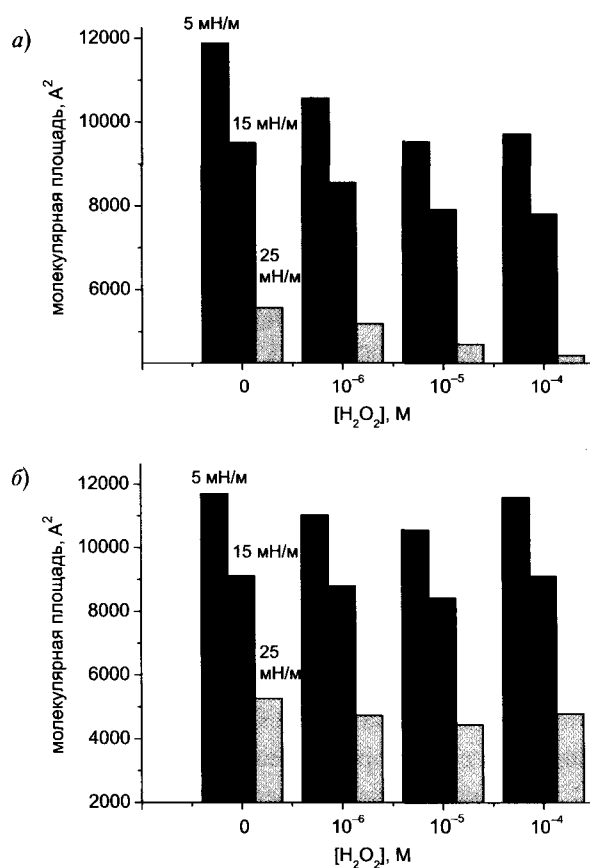 а)
молекулярная площадь, А²
12000
10000
8000
6000
5 мН/м
15 мН/м
25
мН/м
0
10⁻⁶
10⁻⁵
10⁻⁴
[H₂O₂], М
б)
молекулярная площадь, А²
12000
10000
8000
6000
4000
2000
5 мН/м
15 мН/м
25
мН/м
0
10⁻⁶
10⁻⁵
10⁻⁴
[H₂O₂], М